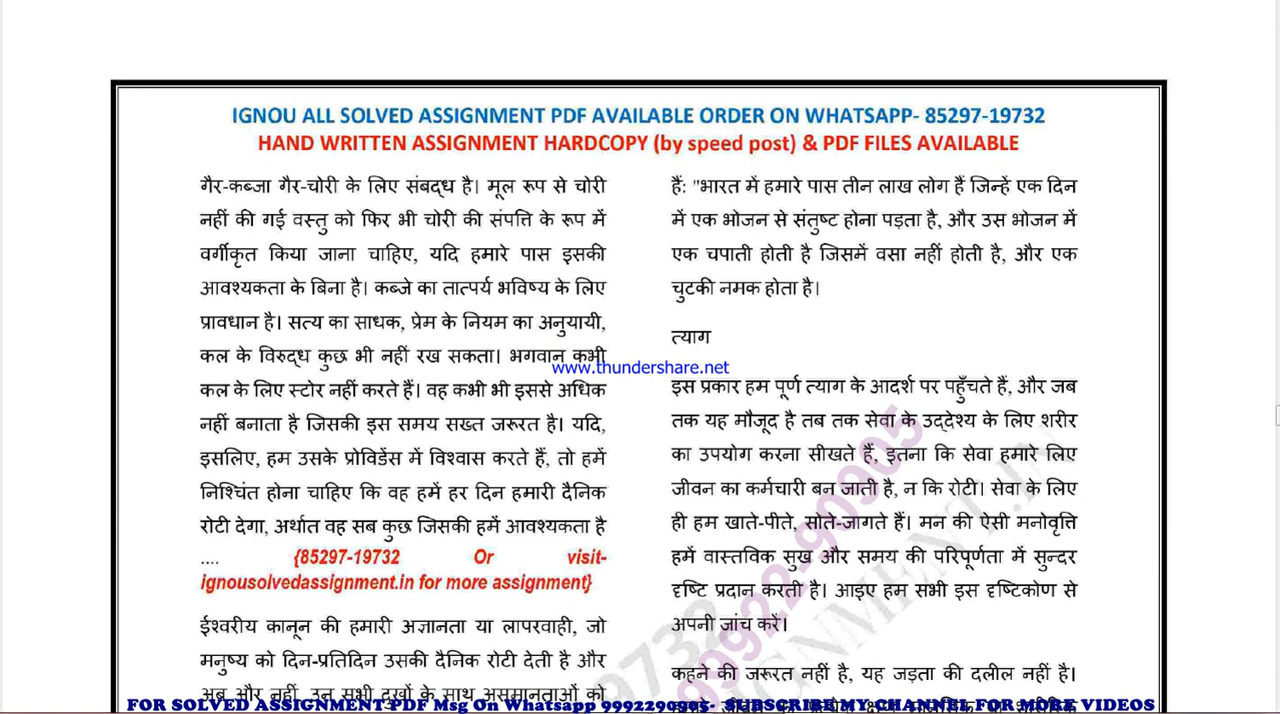 IGNOU ALL SOLVED ASSIGNMENT PDF AVAILABLE ORDER ON WHATSAPP- 85297-19732
HAND WRITTEN ASSIGNMENT HARDCOPY (by speed post) & PDF FILES AVAILABLE
गैर-कब्जा गैर-चोरी के लिए संबद्ध है। मूल रूप से चोरी
नहीं की गई वस्तु को फिर भी चोरी की संपत्ति के रूप में
वर्गीकृत किया जाना चाहिए, यदि हमारे पास इसकी
आवश्यकता के बिना है। कब्जे का तात्पर्य भविष्य के लिए
प्रावधान है। सत्य का साधक, प्रेम के नियम का अनुयायी,
कल के विरुद्ध कुछ भी नहीं रख सकता। भगवान कभी
कल के लिए स्टोर नहीं करते हैं। वह कभी भी इससे अधिक
नहीं बनाता है जिसकी इस समय सख्त जरूरत है। यदि,
इसलिए, हम उसके प्रोविडेंस में विश्वास करते हैं, तो हमें
निश्चिंत होना चाहिए कि वह हमें हर दिन हमारी दैनिक
रोटी देगा, अर्थात वह सब कुछ जिसकी हमें आवश्यकता है
.... {85297-19732 Or visit-
ignousolvedassignment.in for more assignment}
ईश्वरीय कानून की हमारी अज्ञानता या लापरवाही, जो
मनुष्य को दिन-प्रतिदिन उसकी दैनिक रोटी देती है और
अब और नहीं, उन सभी दुखों के साथ असमानताओं को
हैं: "भारत में हमारे पास तीन लाख लोग हैं जिन्हें एक दिन
में एक भोजन से संतुष्ट होना पड़ता है, और उस भोजन में
एक चपाती होती है जिसमें वसा नहीं होती है, और एक
चुटकी नमक होता है।
त्याग
इस प्रकार हम पूर्ण त्याग के आदर्श पर पहुँचते हैं, और जब
तक यह मौजूद है तब तक सेवा के उद्देश्य के लिए शरीर
का उपयोग करना सीखते हैं, इतना कि सेवा हमारे लिए
जीवन का कर्मचारी बन जाती है, न कि रोटी। सेवा के लिए
ही हम खाते-पीते, सोते-जागते हैं। मन की ऐसी मनोवृत्ति
हमें वास्तविक सुख और समय की परिपूर्णता में सुन्दर
दृष्टि प्रदान करती है। आइए हम सभी इस दृष्टिकोण से
अपनी जांच करें।
कहने की जरूरत नहीं है, यह जड़ता की दलील नहीं है।
www.thundershare.net
99922-90905
FOR SOLVED ASSIGNMENT PDF Msg On Whatsapp 9992290905- SUBSCRIBE MY CHANNEL FOR MORE VIDEOS